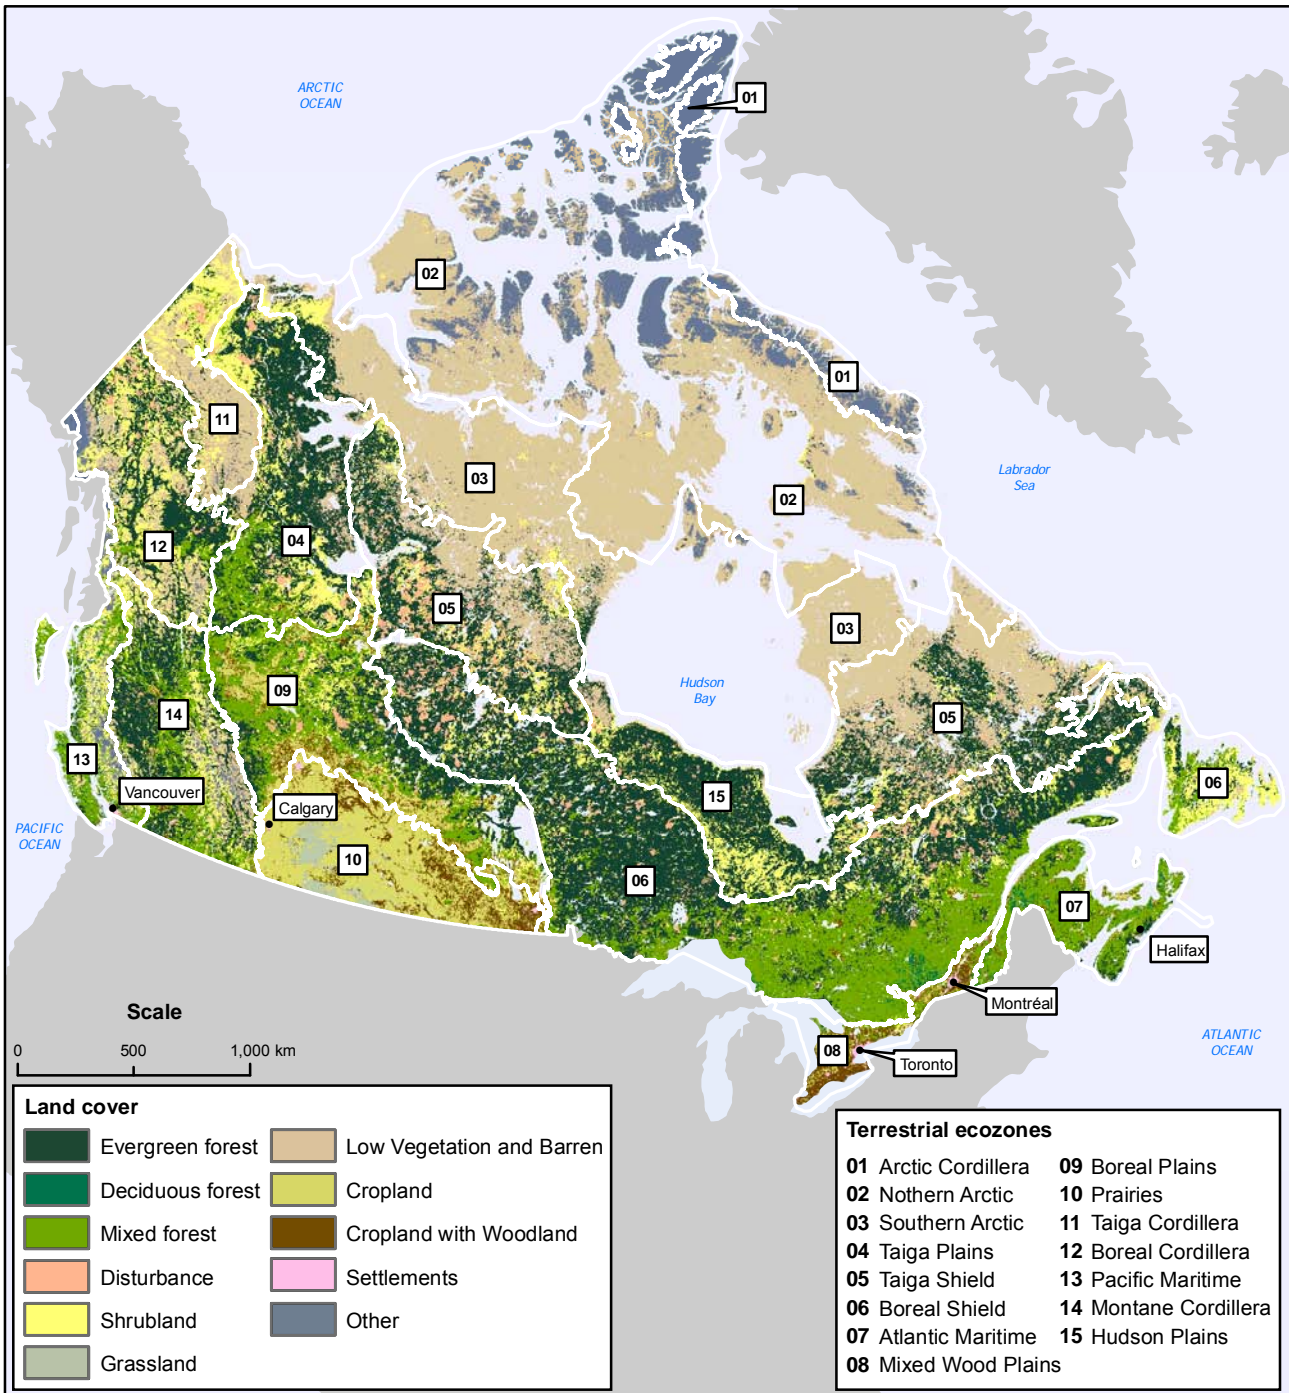 ARCTIC
OCEAN
01
02
01
11
03
02
Labrador
Sea
12
04
05
03
Hudson
Bay
09
14
05
13
15
06
Vancouver
Calgary
PACIFIC
OCEAN
10
06
07
Halifax
Montréal
Scale
0 500 1,000 km
08
Toronto
ATLANTIC
OCEAN
Land cover
Evergreen forest
Deciduous forest
Mixed forest
Disturbance
Shrubland
Grassland
Low Vegetation and Barren
Cropland
Cropland with Woodland
Settlements
Other
Terrestrial ecozones
01 Arctic Cordillera
02 Nothern Arctic
03 Southern Arctic
04 Taiga Plains
05 Taiga Shield
06 Boreal Shield
07 Atlantic Maritime
08 Mixed Wood Plains
09 Boreal Plains
10 Prairies
11 Taiga Cordillera
12 Boreal Cordillera
13 Pacific Maritime
14 Montane Cordillera
15 Hudson Plains